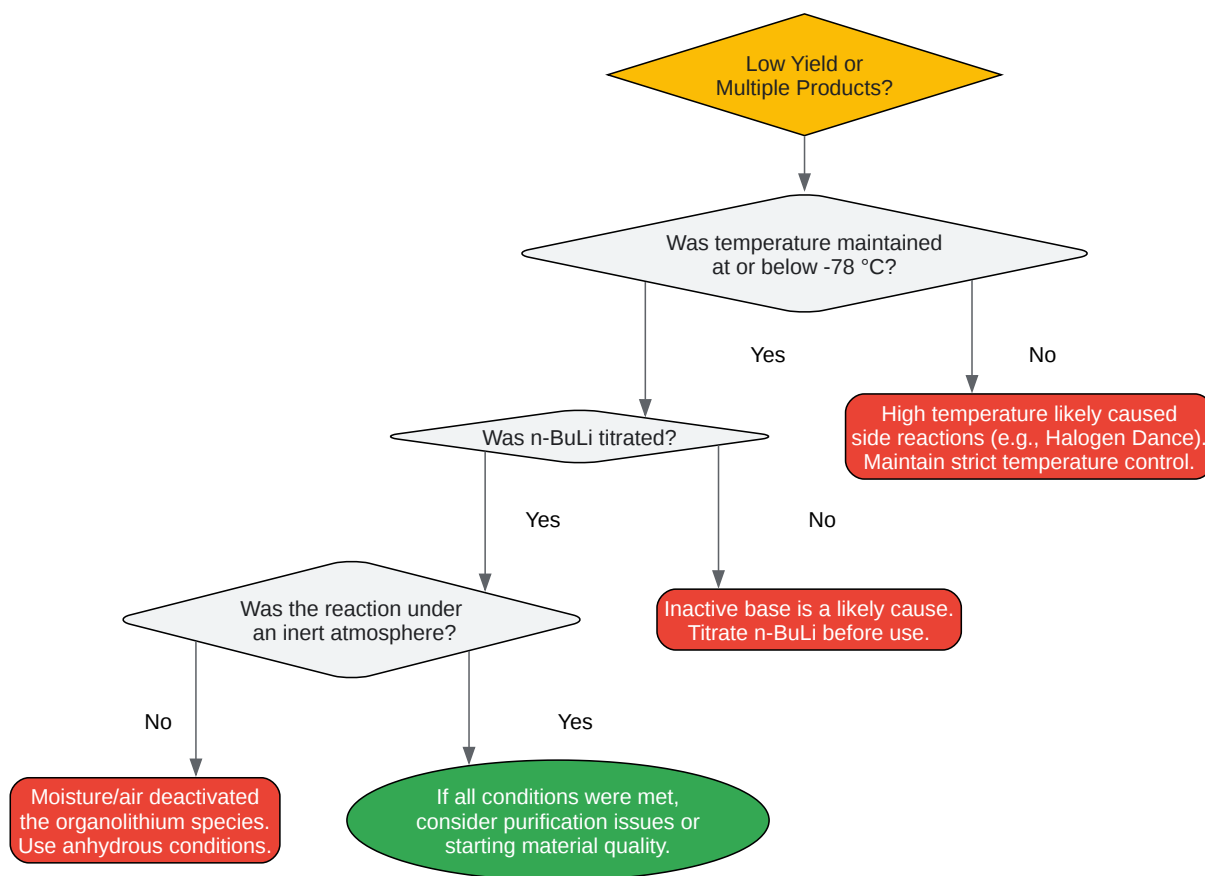 Low Yield or
Multiple Products?
Was temperature maintained
at or below -78 °C?
Yes
No
High temperature likely caused
side reactions (e.g., Halogen Dance).
Maintain strict temperature control.
Was n-BuLi titrated?
Yes
No
Inactive base is a likely cause.
Titrate n-BuLi before use.
Was the reaction under
an inert atmosphere?
No
Yes
Moisture/air deactivated
the organolithium species.
Use anhydrous conditions.
If all conditions were met,
consider purification issues or
starting material quality.